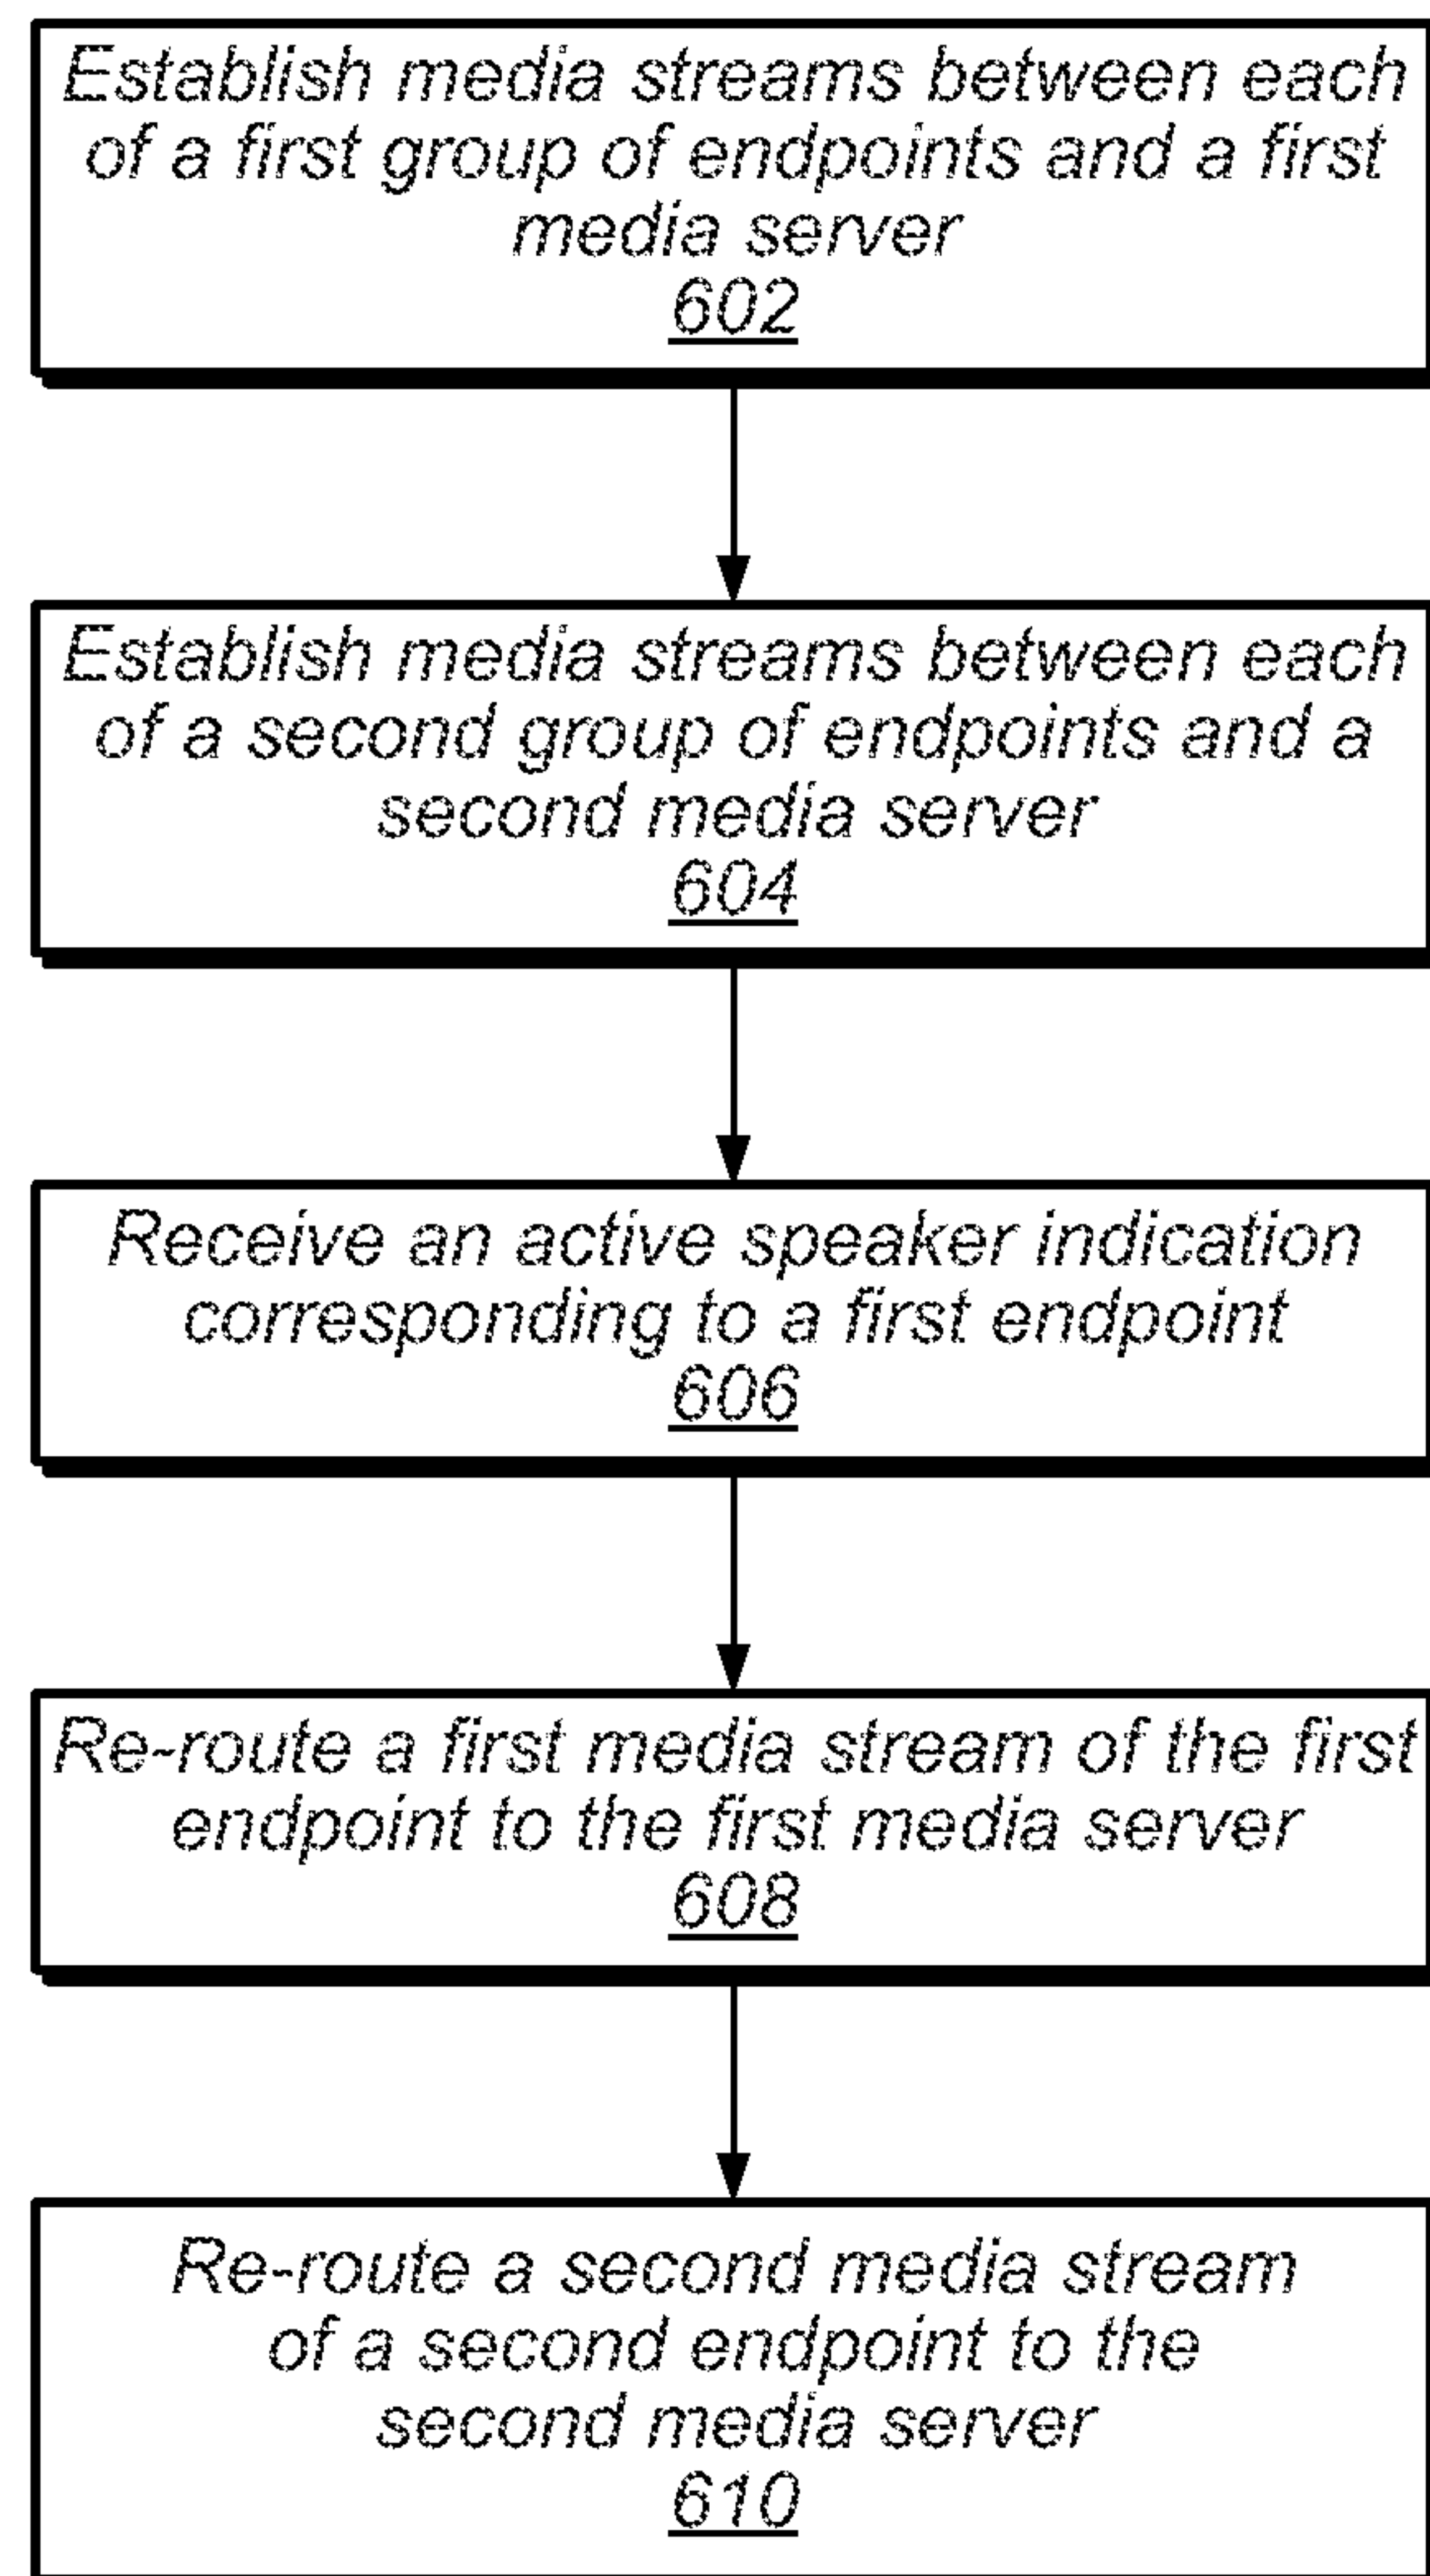 Establish media streams between each
of a first group of endpoints and a first
media server
602
Establish media streams between each
of a second group of endpoints and a
second media server
604
Receive an active speaker indication
corresponding to a first endpoint
606
Re-route a first media stream of the first
endpoint to the first media server
608
Re-route a second media stream
of a second endpoint to the
second media server
610